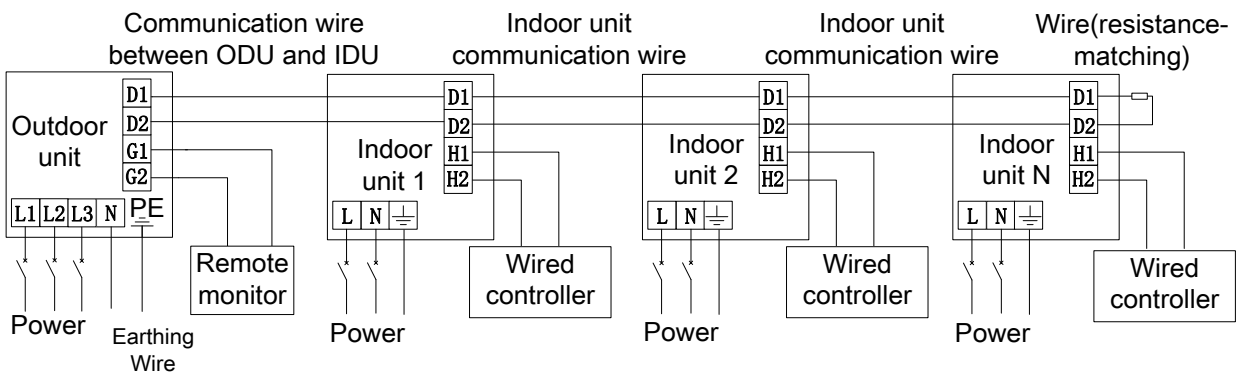 Communication wire
between ODU and IDU
Indoor unit
communication wire
Indoor unit
communication wire
Wire(resistance-
matching)
Outdoor
unit
D1
D2
G1
G2
L1 L2 L3 N PE
Power
Earthing
Wire
Remote
monitor
Indoor
unit 1
D1
D2
H1
H2
L N
Power
Wired
controller
Indoor
unit 2
D1
D2
H1
H2
L N
Power
Wired
controller
Indoor
unit N
D1
D2
H1
H2
L N
Power
Wired
controller